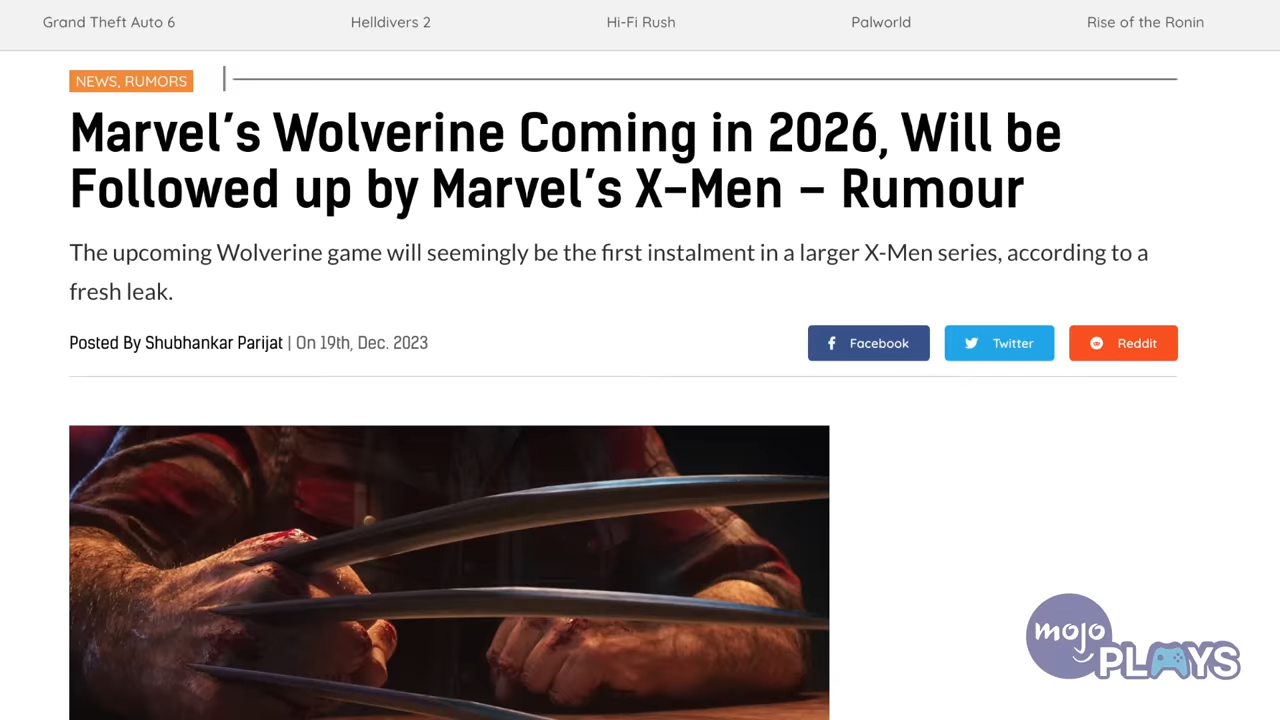 Grand Theft Auto 6 Helldivers 2 Hi-Fi Rush Palworld Rise of the Ronin
NEWS, RUMORS
Marvel's Wolverine Coming in 2026, Will be
Followed up by Marvel's X-Men – Rumour
The upcoming Wolverine game will seemingly be the first instalment in a larger X-Men series, according to a
fresh leak.
Posted By Shubhankar Parijat | On 19th, Dec. 2023
Facebook Twitter Reddit
mojo
PLAYS